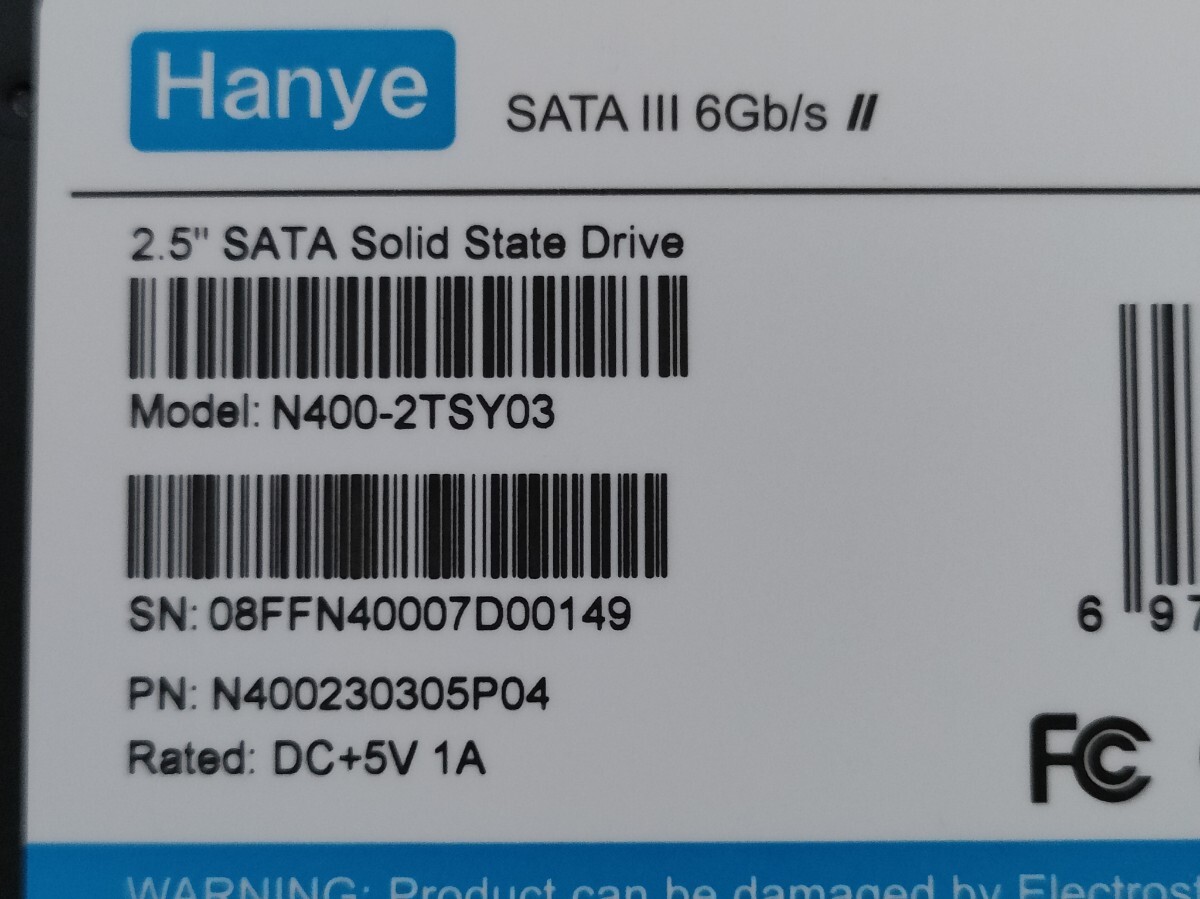 Hanye
SATA III 6Gb/s
2.5" SATA Solid State Drive
Model: N400-2TSY03
SN: 08FFN40007D00149
6 97
PN: N400230305P04
Rated: DC+5V 1A
FC
WARNING: Product can be damaged by Electrost